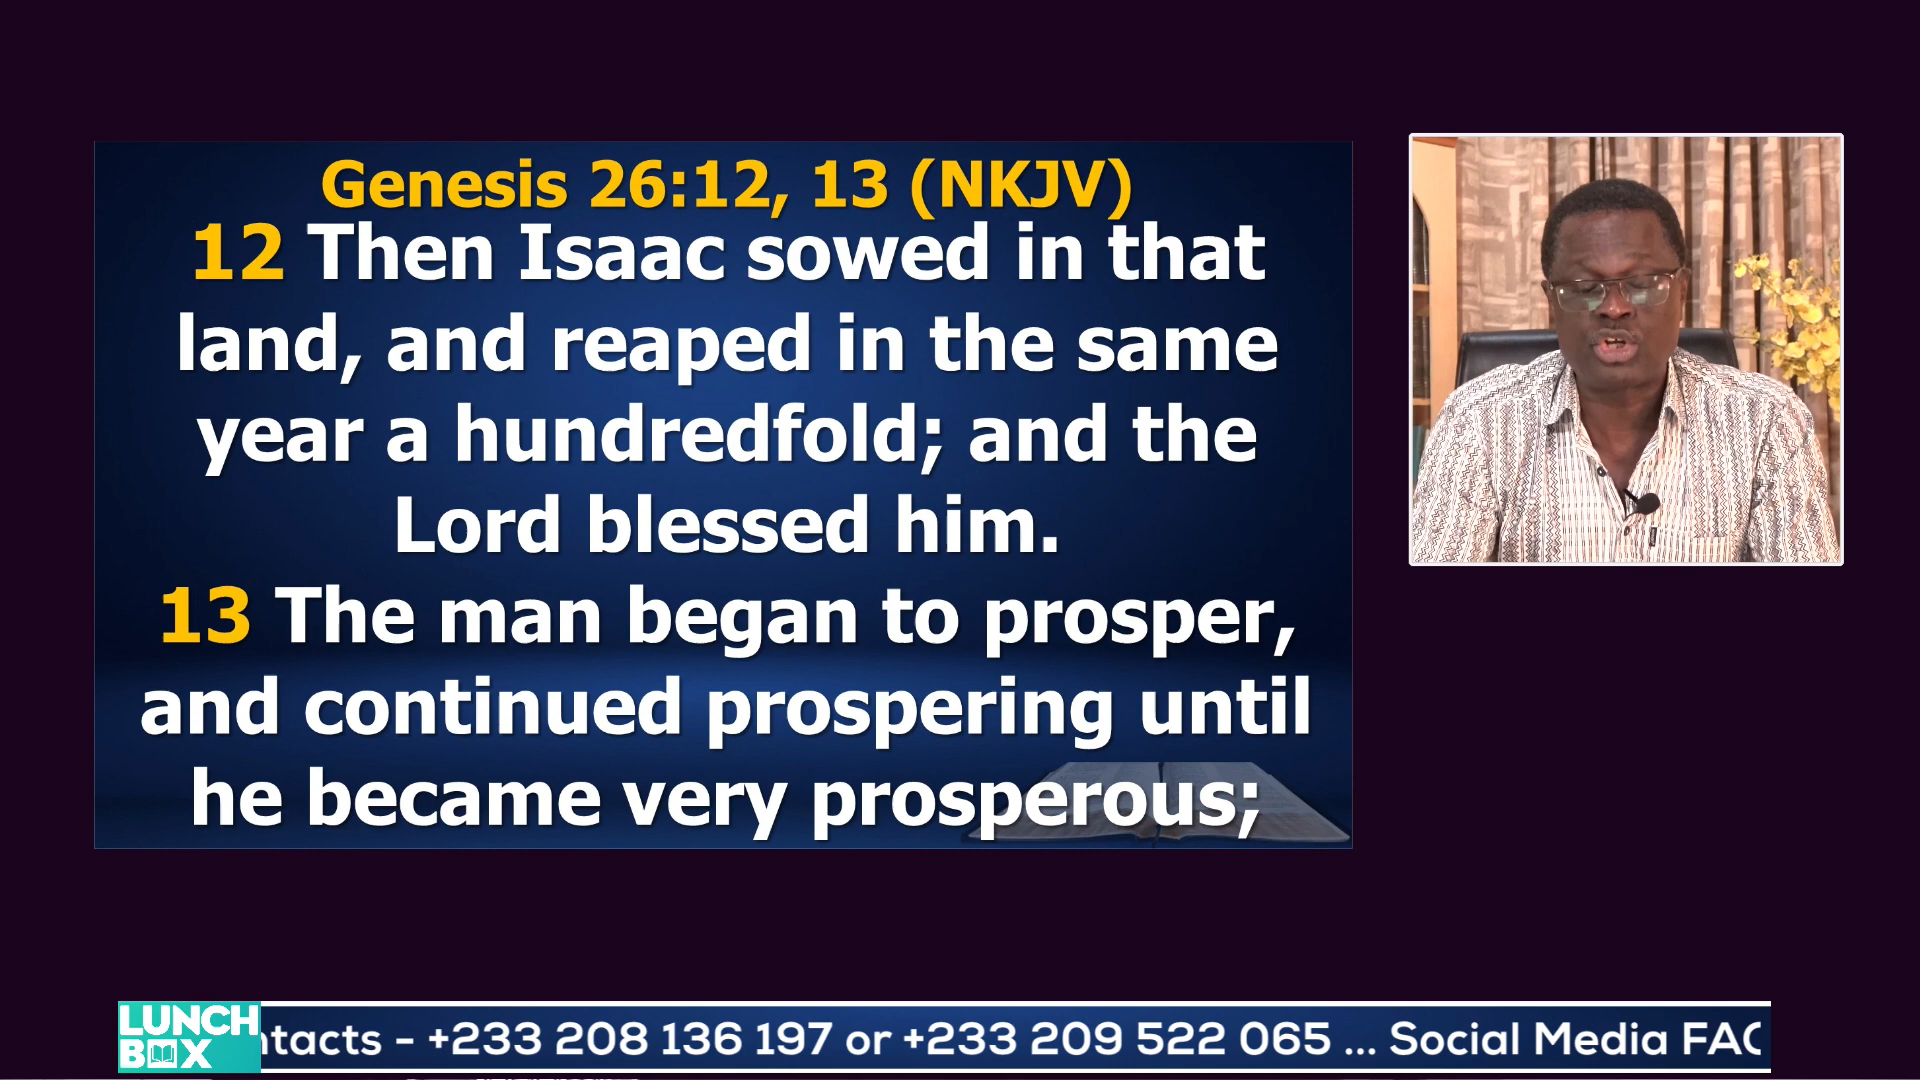 Genesis 26:12, 13 (NKJV)
12 Then Isaac sowed in that
land, and reaped in the same
year a hundredfold; and the
Lord blessed him.
13 The man began to prosper,
and continued prospering until
he became very prosperous;
LUNCH
BOX
ntacts - +233 208 136 197 or +233 209 522 065 ... Social Media FAC